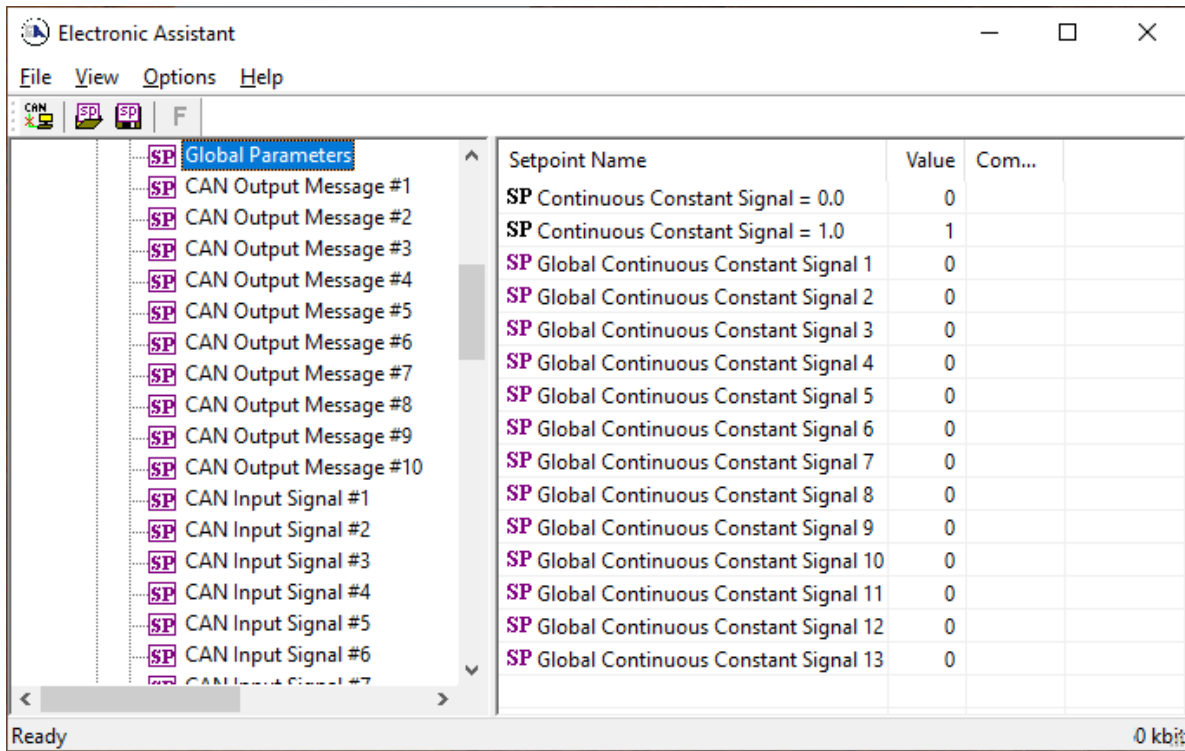 Electronic Assistant
File View Options Help
CAN SP SP F
SP Global Parameters
SP CAN Output Message #1
SP CAN Output Message #2
SP CAN Output Message #3
SP CAN Output Message #4
SP CAN Output Message #5
SP CAN Output Message #6
SP CAN Output Message #7
SP CAN Output Message #8
SP CAN Output Message #9
SP CAN Output Message #10
SP CAN Input Signal #1
SP CAN Input Signal #2
SP CAN Input Signal #3
SP CAN Input Signal #4
SP CAN Input Signal #5
SP CAN Input Signal #6
SP CAN Input Signal #7
Setpoint Name Value Com...
SP Continuous Constant Signal = 0.0 0
SP Continuous Constant Signal = 1.0 1
SP Global Continuous Constant Signal 1 0
SP Global Continuous Constant Signal 2 0
SP Global Continuous Constant Signal 3 0
SP Global Continuous Constant Signal 4 0
SP Global Continuous Constant Signal 5 0
SP Global Continuous Constant Signal 6 0
SP Global Continuous Constant Signal 7 0
SP Global Continuous Constant Signal 8 0
SP Global Continuous Constant Signal 9 0
SP Global Continuous Constant Signal 10 0
SP Global Continuous Constant Signal 11 0
SP Global Continuous Constant Signal 12 0
SP Global Continuous Constant Signal 13 0
Ready 0 kbit